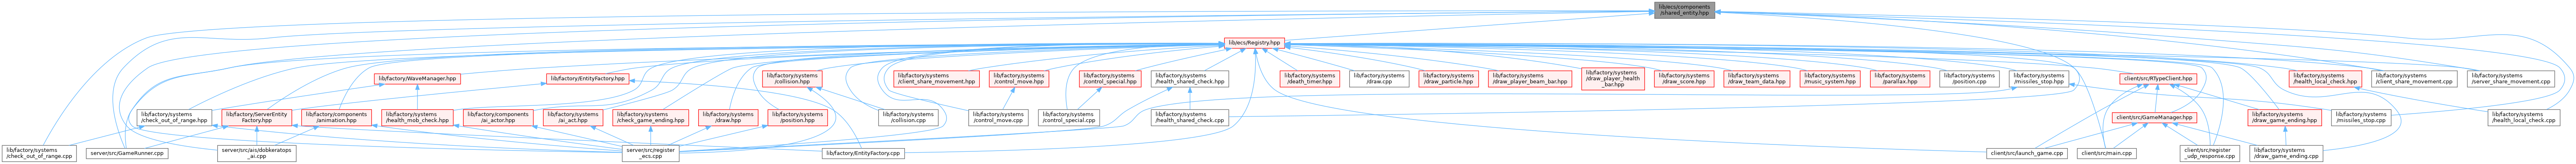 lib/ecs/components
/shared_entity.hpp
lib/ecs/Registry.hpp
lib/factory/WaveManager.hpp
lib/factory/EntityFactory.hpp
lib/factory/systems
/collision.hpp
lib/factory/systems
/client_share_movement.hpp
lib/factory/systems
/control_move.hpp
lib/factory/systems
/control_special.hpp
lib/factory/systems
/health_shared_check.hpp
lib/factory/systems
/death_timer.hpp
lib/factory/systems
/draw.cpp
lib/factory/systems
/draw_particle.hpp
lib/factory/systems
/draw_player_beam_bar.hpp
lib/factory/systems
/draw_player_health
_bar.hpp
lib/factory/systems
/draw_score.hpp
lib/factory/systems
/draw_team_data.hpp
lib/factory/systems
/music_system.hpp
lib/factory/systems
/parallax.hpp
lib/factory/systems
/position.cpp
lib/factory/systems
/missiles_stop.hpp
client/src/RTypeClient.hpp
lib/factory/systems
/health_local_check.hpp
lib/factory/systems
/client_share_movement.cpp
lib/factory/systems
/server_share_movement.cpp
lib/factory/systems
/check_out_of_range.hpp
lib/factory/ServerEntity
Factory.hpp
lib/factory/components
/animation.hpp
lib/factory/systems
/health_mob_check.hpp
lib/factory/components
/ai_actor.hpp
lib/factory/systems
/ai_act.hpp
lib/factory/systems
/check_game_ending.hpp
lib/factory/systems
/draw.hpp
lib/factory/systems
/position.hpp
lib/factory/systems
/collision.cpp
lib/factory/systems
/control_move.cpp
lib/factory/systems
/control_special.cpp
lib/factory/systems
/health_shared_check.cpp
client/src/GameManager.hpp
lib/factory/systems
/draw_game_ending.hpp
lib/factory/systems
/missiles_stop.cpp
lib/factory/systems
/health_local_check.cpp
lib/factory/systems
/check_out_of_range.cpp
server/src/GameRunner.cpp
server/src/ais/dobkeratops
_ai.cpp
server/src/register
_ecs.cpp
lib/factory/EntityFactory.cpp
client/src/launch_game.cpp
client/src/main.cpp
client/src/register
_udp_response.cpp
lib/factory/systems
/draw_game_ending.cpp